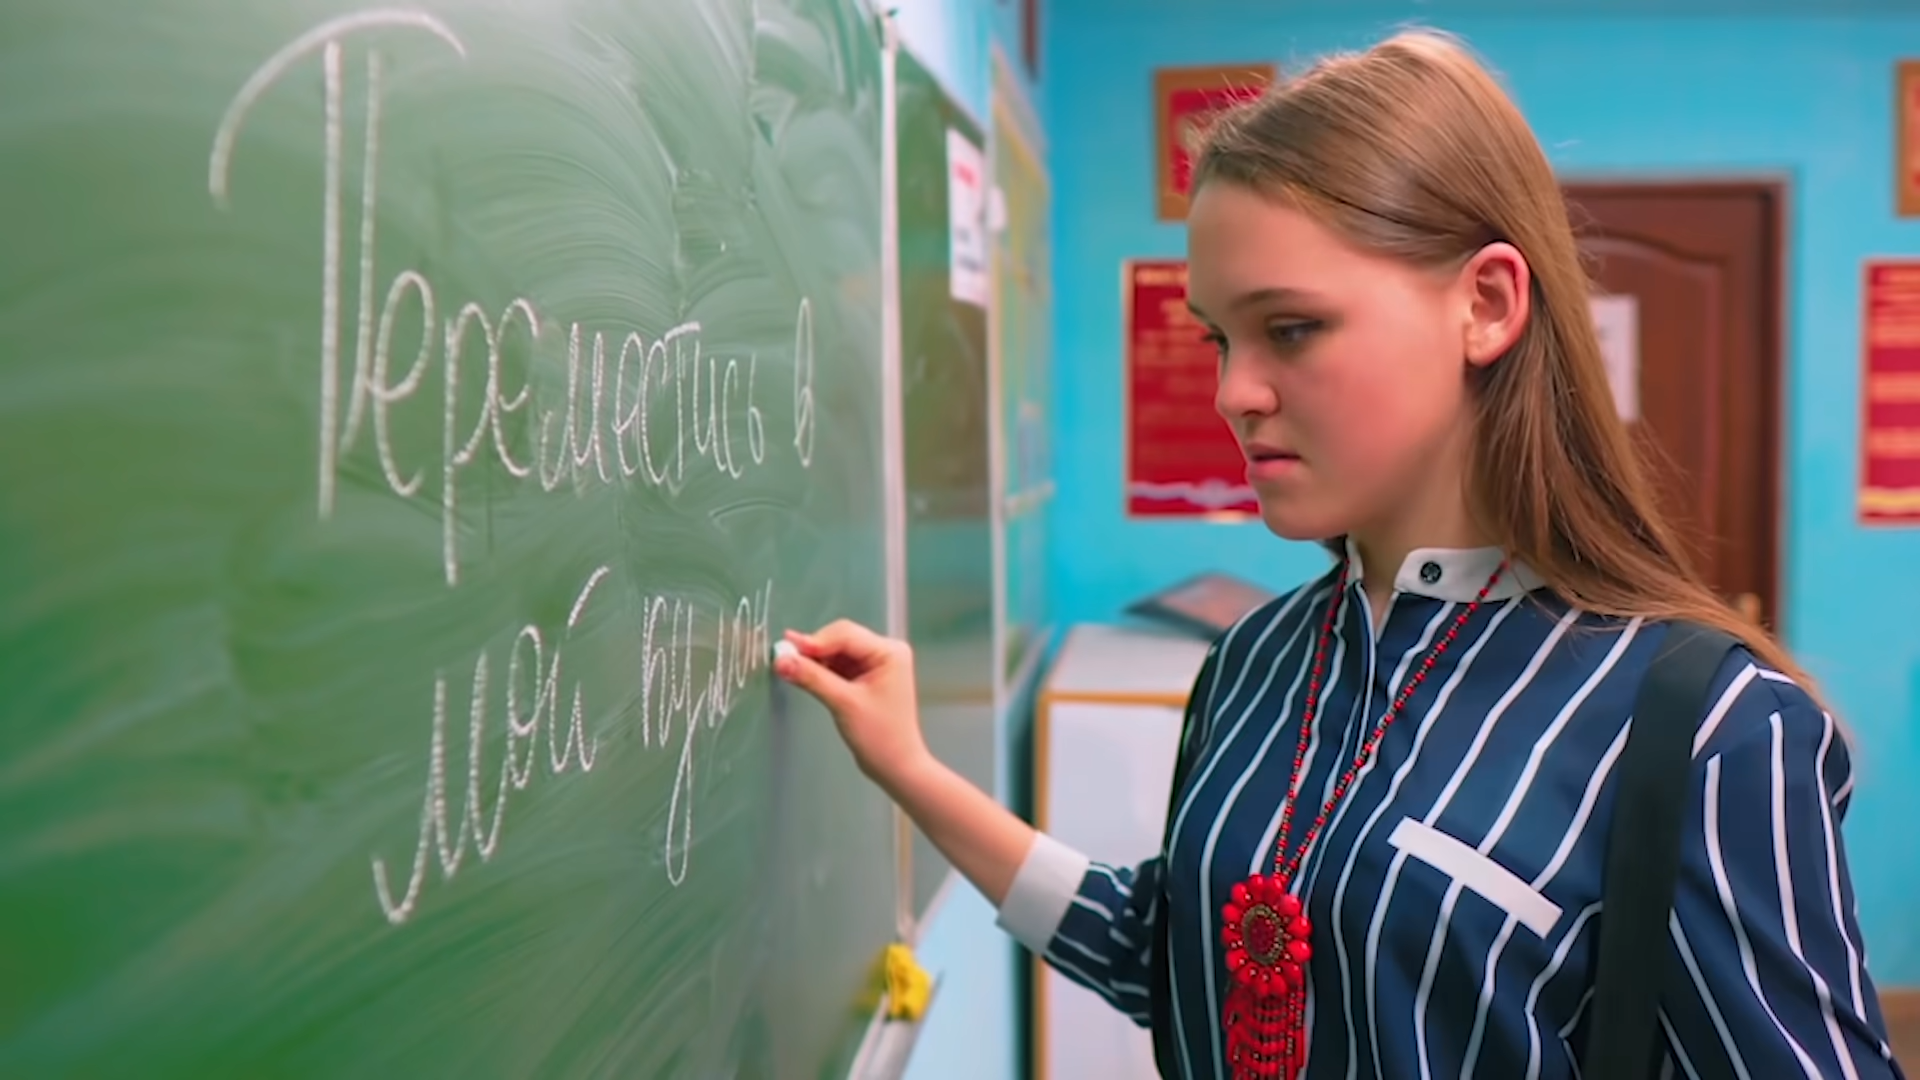 Переместись в
мой кулон